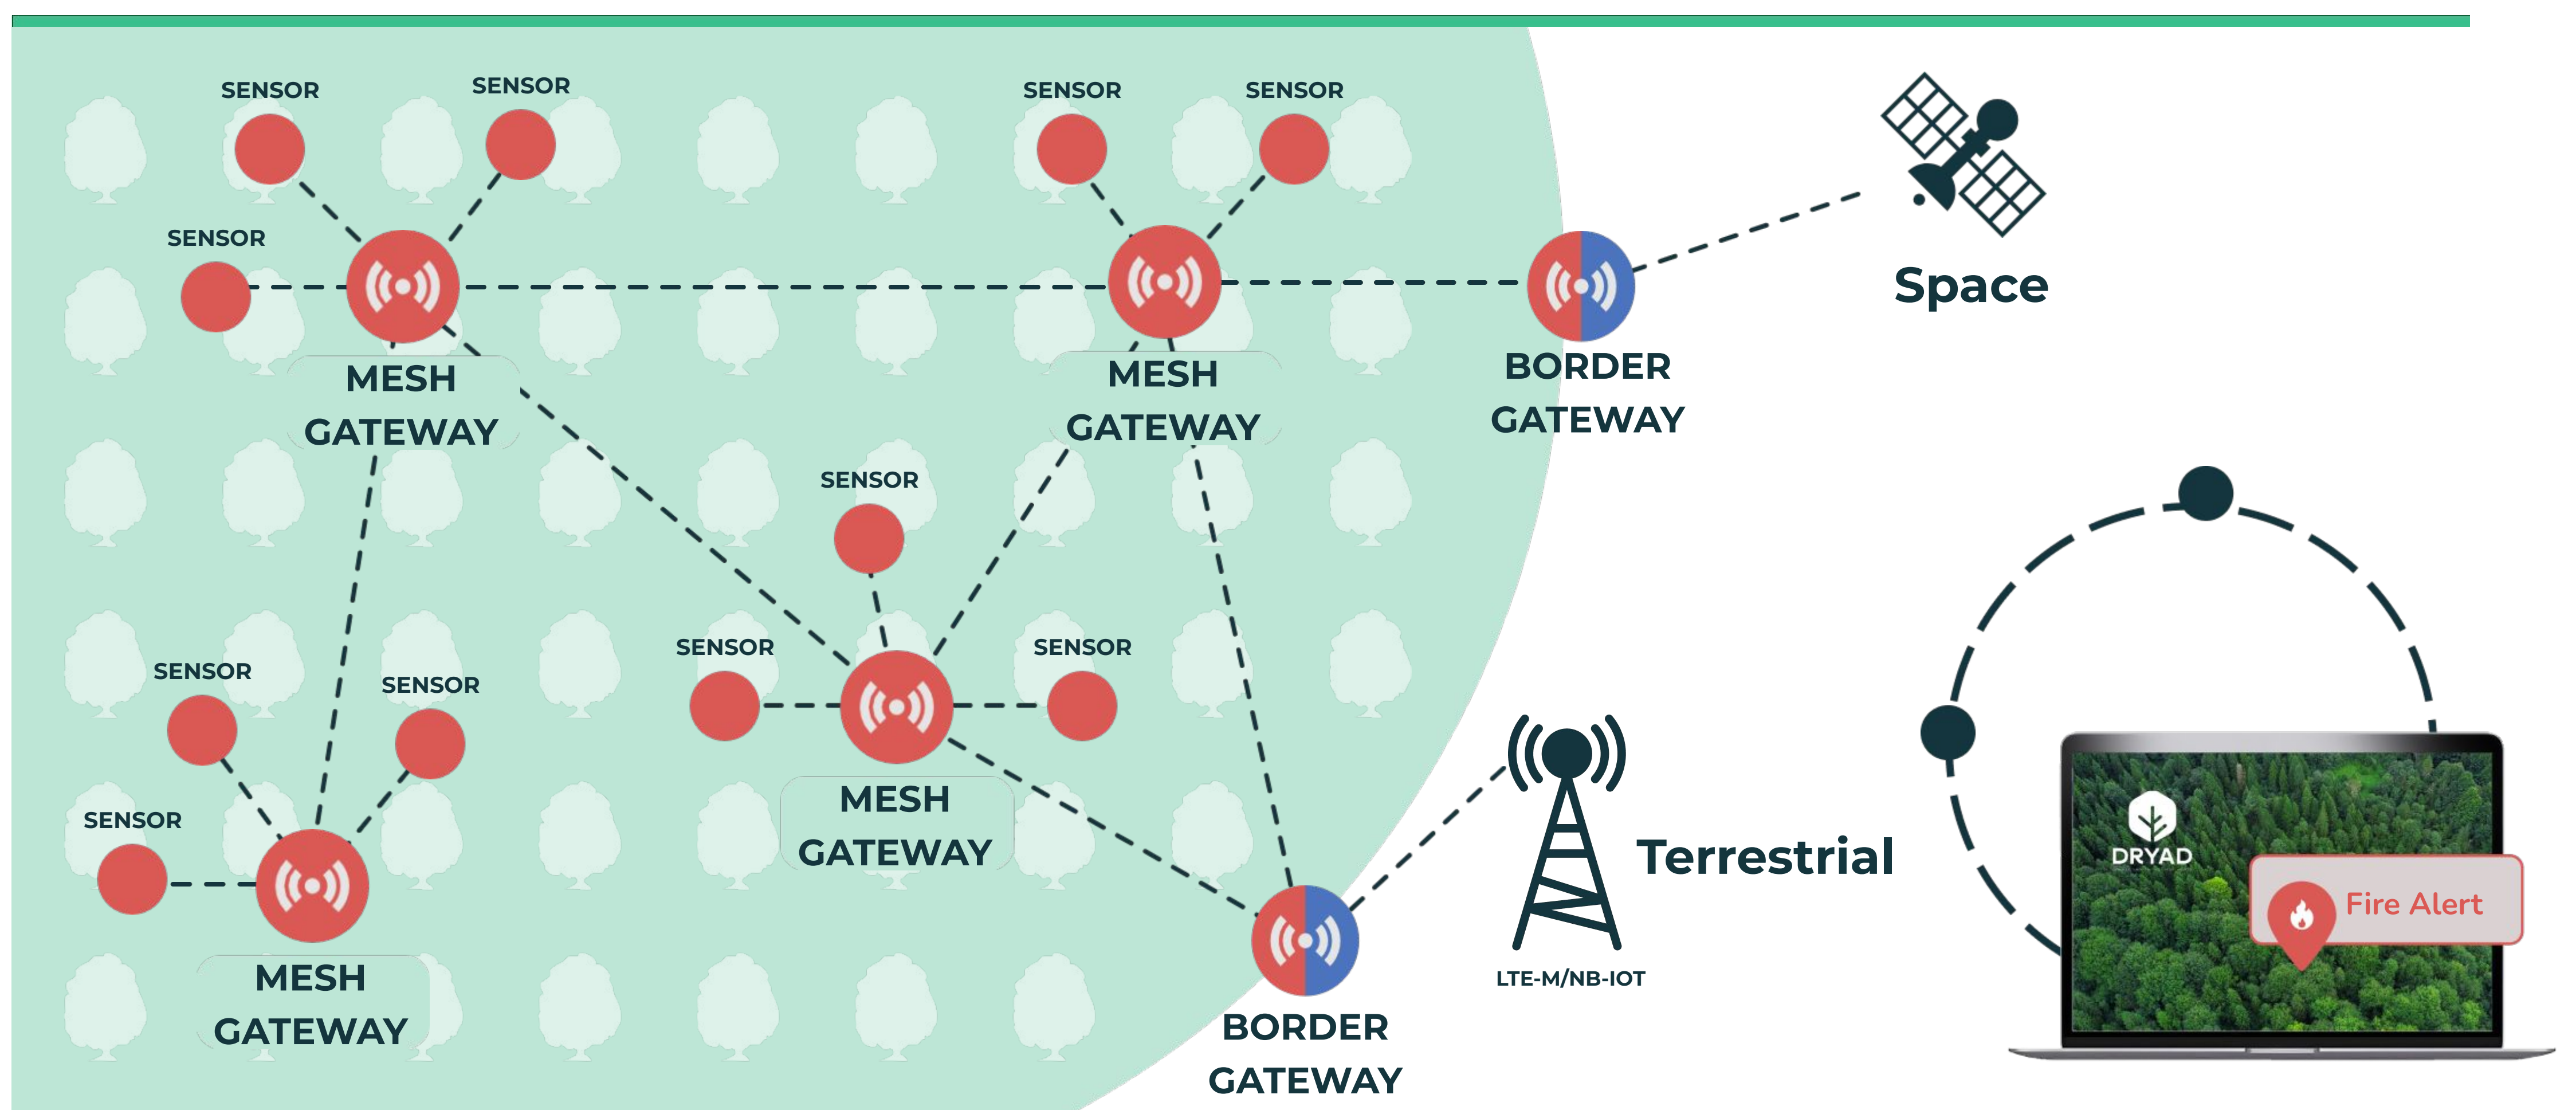 SENSOR
SENSOR
SENSOR
SENSOR
SENSOR
MESH
GATEWAY
MESH
GATEWAY
BORDER
GATEWAY
Space
SENSOR
SENSOR
SENSOR
SENSOR
SENSOR
SENSOR
MESH
GATEWAY
MESH
GATEWAY
BORDER
GATEWAY
Terrestrial
LTE-M/NB-IOT
DRYAD
Fire Alert